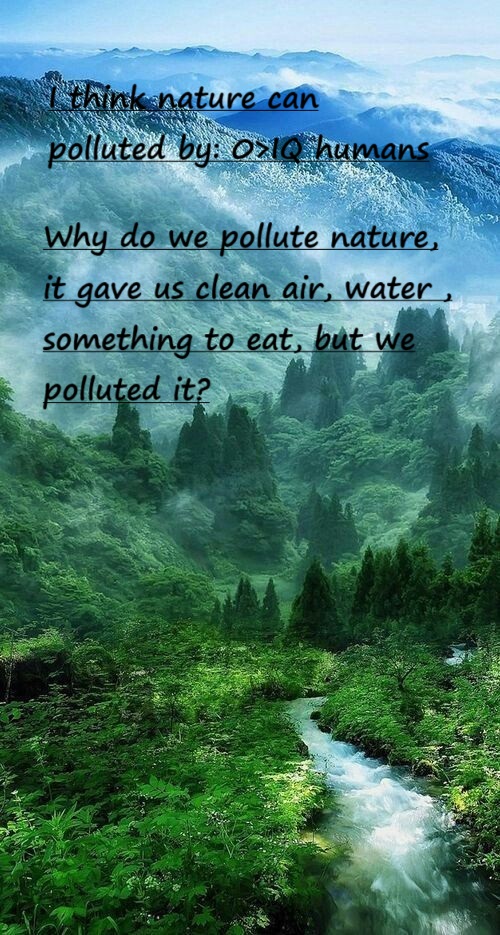 I think nature can
polluted by: 0>IQ humans
Why do we pollute nature,
it gave us clean air, water ,
something to eat, but we
polluted it?